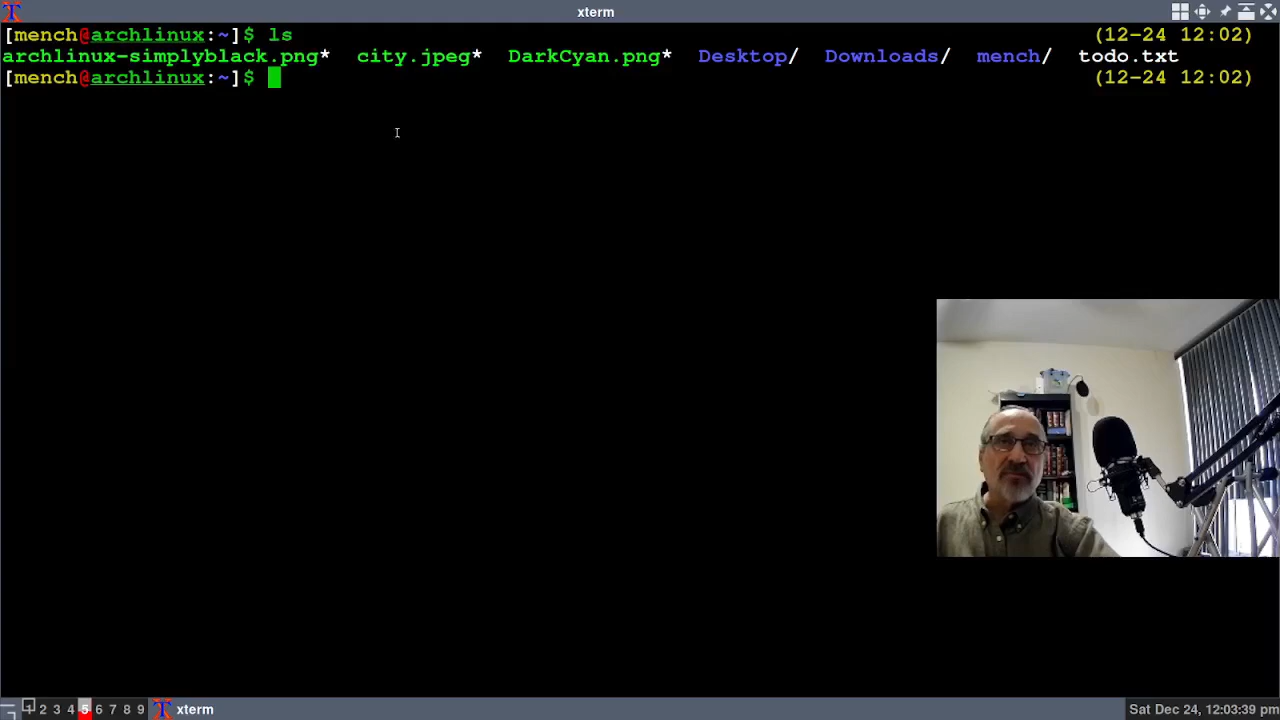 xterm
[mench@archlinux:~]$ ls (12-24 12:02)
archlinux-simplyblack.png* city.jpeg* DarkCyan.png* Desktop/ Downloads/ mench/ todo.txt
[mench@archlinux:~]$ (12-24 12:02)
1 2 3 4 5 6 7 8 9 xterm Sat Dec 24, 12:03:39 pm